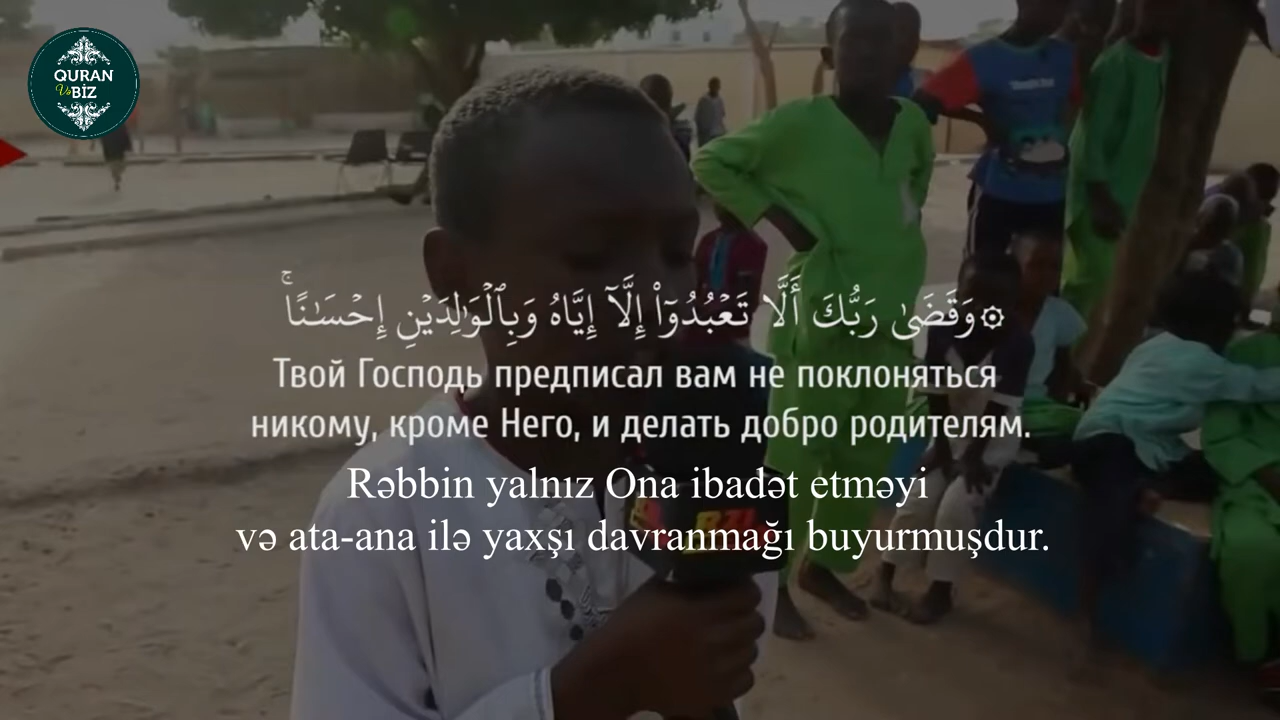 QURAN
Və
BİZ
۞وَقَضَىٰ رَبُّكَ أَلَّا تَعْبُدُوٓا۟ إِلَّآ إِيَّاهُ وَبِٱلْوَٰلِدَيْنِ إِحْسَـٰنًا ۚ
Твой Господь предписал вам не поклоняться
никому, кроме Него, и делать добро родителям.
Rəbbin yalnız Ona ibadət etməyi
və ata-ana ilə yaxşı davranmağı buyurmuşdur.